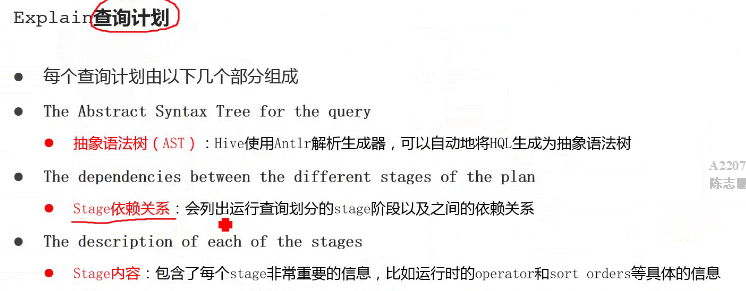 Explain查询计划
每个查询计划由以下几个部分组成
The Abstract Syntax Tree for the query
抽象语法树（AST）：Hive使用Antlr解析生成器，可以自动地将HQL生成为抽象语法树
The dependencies between the different stages of the plan
A2207
陈志
Stage依赖关系：会列出运行查询划分的stage阶段以及之间的依赖关系
The description of each of the stages
Stage内容：包含了每个stage非常重要的信息，比如运行时的operator和sort orders等具体的信息